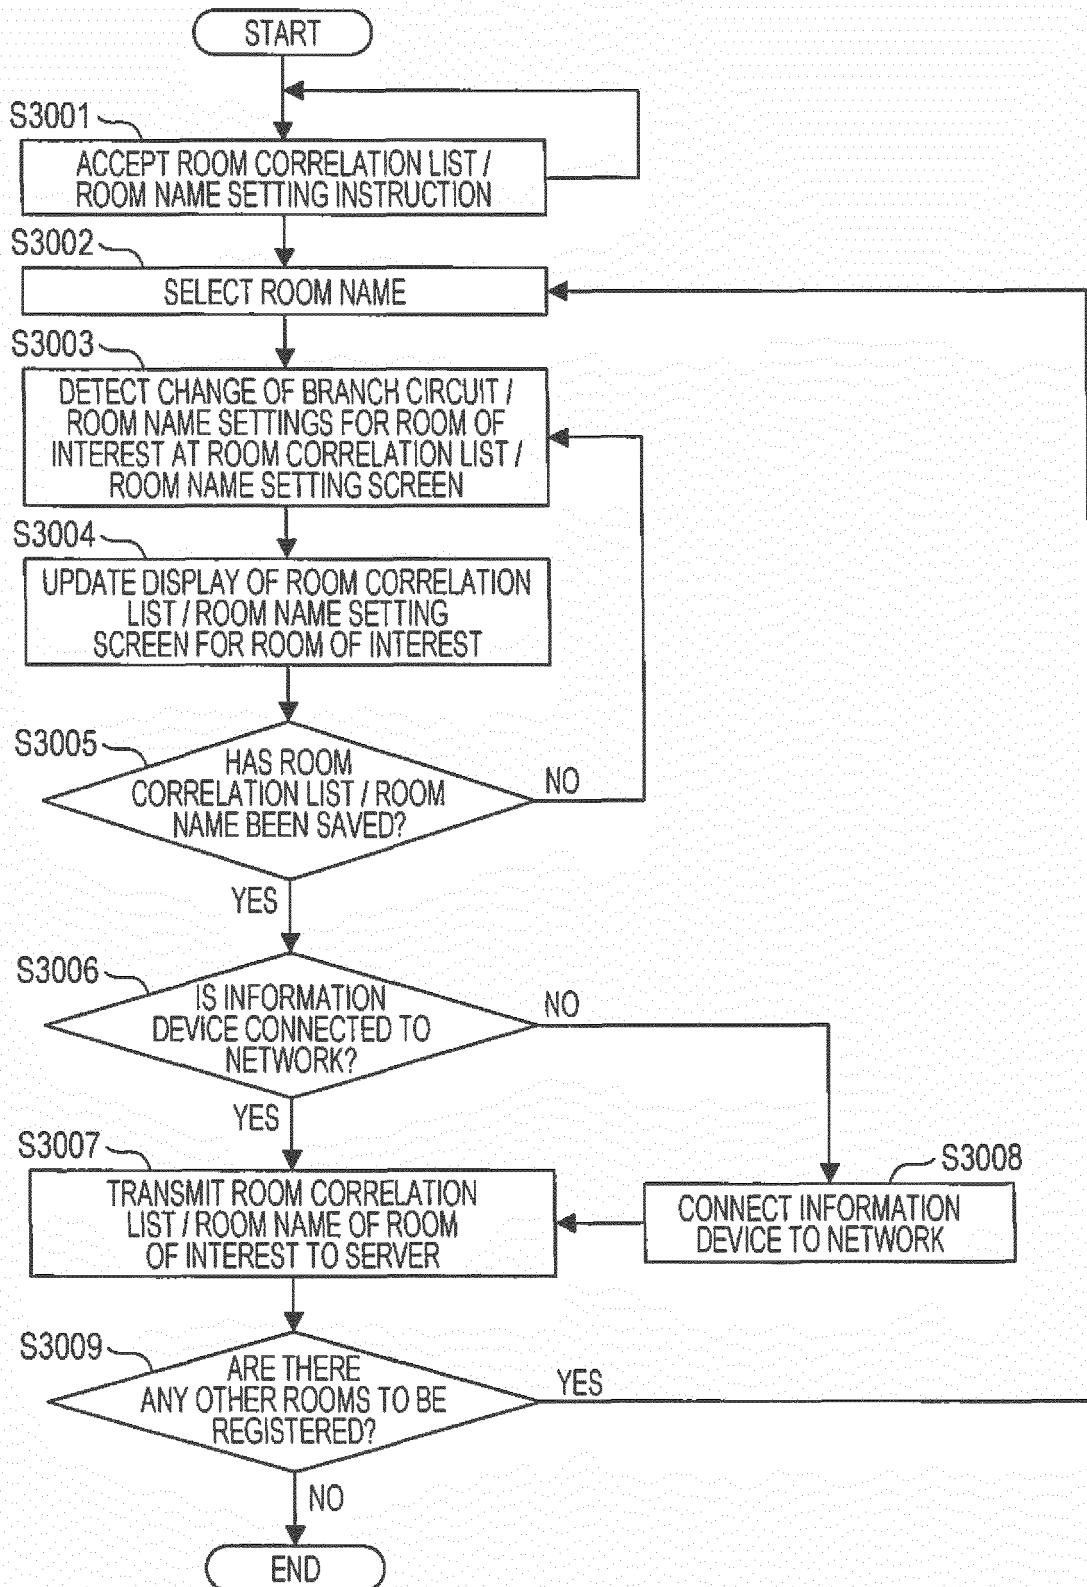 START
S3001
ACCEPT ROOM CORRELATION LIST /
ROOM NAME SETTING INSTRUCTION
S3002
SELECT ROOM NAME
S3003
DETECT CHANGE OF BRANCH CIRCUIT /
ROOM NAME SETTINGS FOR ROOM OF
INTEREST AT ROOM CORRELATION LIST /
ROOM NAME SETTING SCREEN
S3004
UPDATE DISPLAY OF ROOM CORRELATION
LIST / ROOM NAME SETTING
SCREEN FOR ROOM OF INTEREST
S3005
HAS ROOM
CORRELATION LIST / ROOM
NAME BEEN SAVED?
NO
YES
S3006
IS INFORMATION
DEVICE CONNECTED TO
NETWORK?
NO
YES
S3007
TRANSMIT ROOM CORRELATION
LIST / ROOM NAME OF ROOM
OF INTEREST TO SERVER
S3008
CONNECT INFORMATION
DEVICE TO NETWORK
S3009
ARE THERE
ANY OTHER ROOMS TO BE
REGISTERED?
YES
NO
END